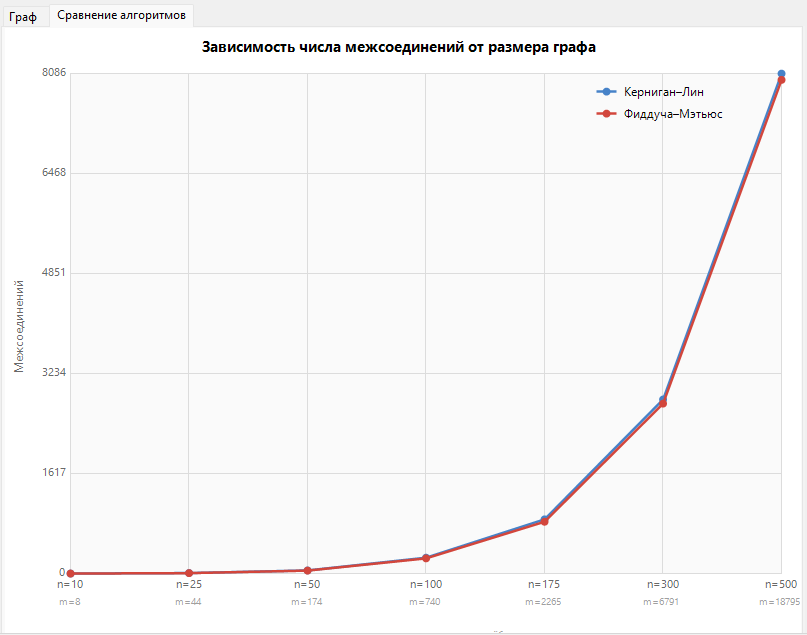 Граф Сравнение алгоритмов
Зависимость числа межсоединений от размера графа
Керниган–Лин
Фиддуча–Мэтьюс
Межсоединений
8086
6468
4851
3234
1617
0
n=10 n=25 n=50 n=100 n=175 n=300 n=500
m=8 m=44 m=174 m=740 m=2265 m=6791 m=18795